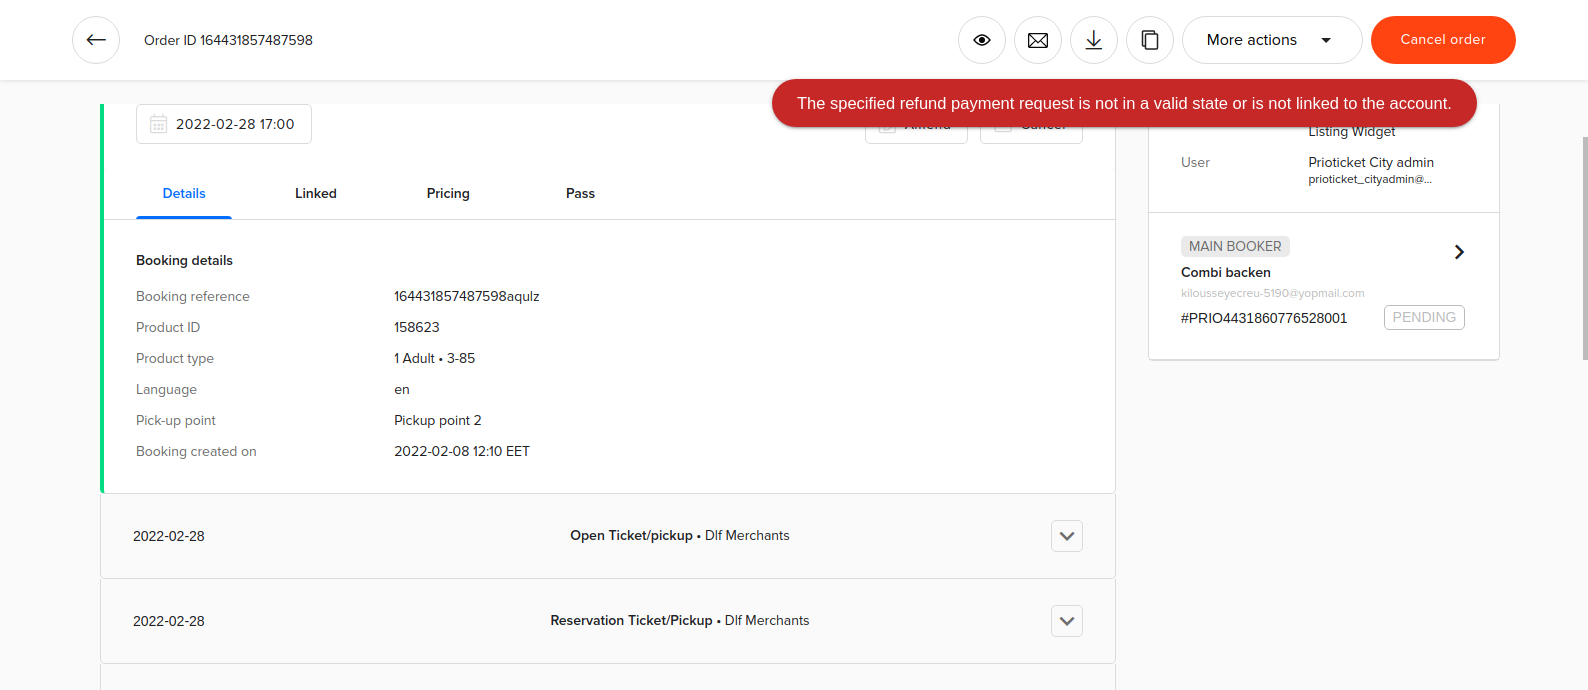 Order ID 164431857487598
More actions
Cancel order
The specified refund payment request is not in a valid state or is not linked to the account.
2022-02-28 17:00
Amend
Cancel
Listing Widget
User
Prioticket City admin
prioticket_cityadmin@...
Details
Linked
Pricing
Pass
MAIN BOOKER
Combi backen
kilousseyecreu-5190@yopmail.com
#PRIO4431860776528001
PENDING
Booking details
Booking reference
164431857487598aqulz
Product ID
158623
Product type
1 Adult • 3-85
Language
en
Pick-up point
Pickup point 2
Booking created on
2022-02-08 12:10 EET
2022-02-28
Open Ticket/pickup • Dlf Merchants
2022-02-28
Reservation Ticket/Pickup • Dlf Merchants